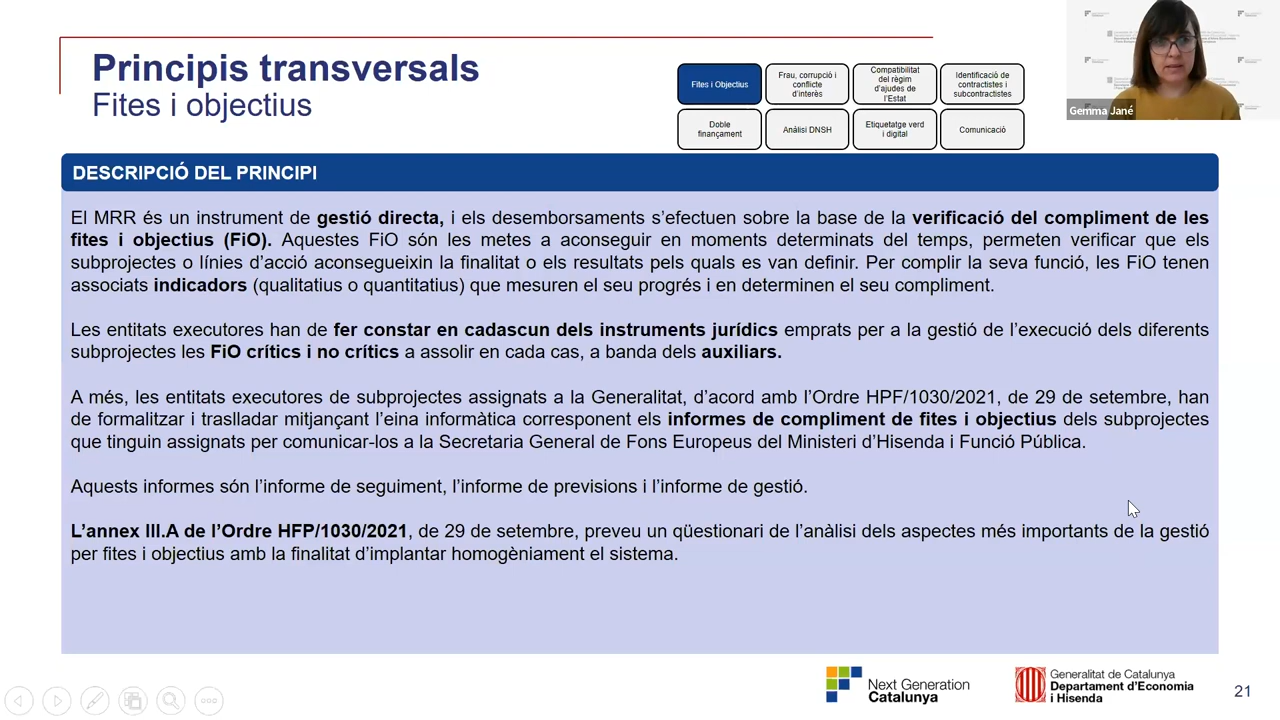 Principis transversals
Fites i objectius
Fites i Objectius
Frau, corrupció i
conflicte
d'interès
Compatibilitat
del règim
d'ajudes de
l'Estat
Identificació de
contractistes i
subcontractistes
Doble
finançament
Anàlisi DNSH
Etiquetatge verd
i digital
Comunicació
Gemma Jané
DESCRIPCIÓ DEL PRINCIPI
El MRR és un instrument de gestió directa, i els desemborsaments s'efectuen sobre la base de la verificació del compliment de les
fites i objectius (FiO). Aquestes FiO són les metes a aconseguir en moments determinats del temps, permeten verificar que els
subprojectes o línies d'acció aconsegueixin la finalitat o els resultats pels quals es van definir. Per complir la seva funció, les FiO tenen
associats indicadors (qualitatius o quantitatius) que mesuren el seu progrés i en determinen el seu compliment.
Les entitats executores han de fer constar en cadascun dels instruments jurídics emprats per a la gestió de l'execució dels diferents
subprojectes les FiO crítics i no crítics a assolir en cada cas, a banda dels auxiliars.
A més, les entitats executores de subprojectes assignats a la Generalitat, d'acord amb l'Ordre HPF/1030/2021, de 29 de setembre, han
de formalitzar i traslladar mitjançant l'eina informàtica corresponent els informes de compliment de fites i objectius dels subprojectes
que tinguin assignats per comunicar-los a la Secretaria General de Fons Europeus del Ministeri d'Hisenda i Funció Pública.
Aquests informes són l'informe de seguiment, l'informe de previsions i l'informe de gestió.
L'annex III.A de l'Ordre HFP/1030/2021, de 29 de setembre, preveu un qüestionari de l'anàlisi dels aspectes més importants de la gestió
per fites i objectius amb la finalitat d'implantar homogèniament el sistema.
Next Generation
Catalunya
Generalitat de Catalunya
Departament d'Economia
i Hisenda
21